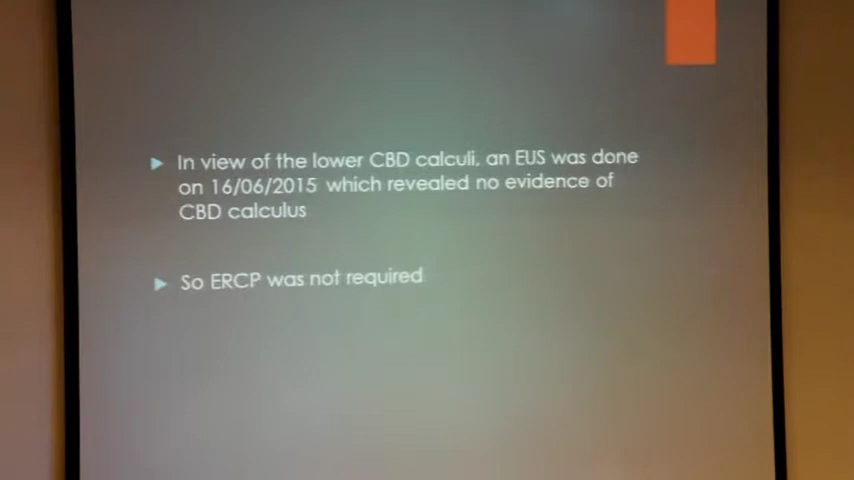 In view of the lower CBD calculi, an EUS was done
on 16/06/2015 which revealed no evidence of
CBD calculus
So ERCP was not required